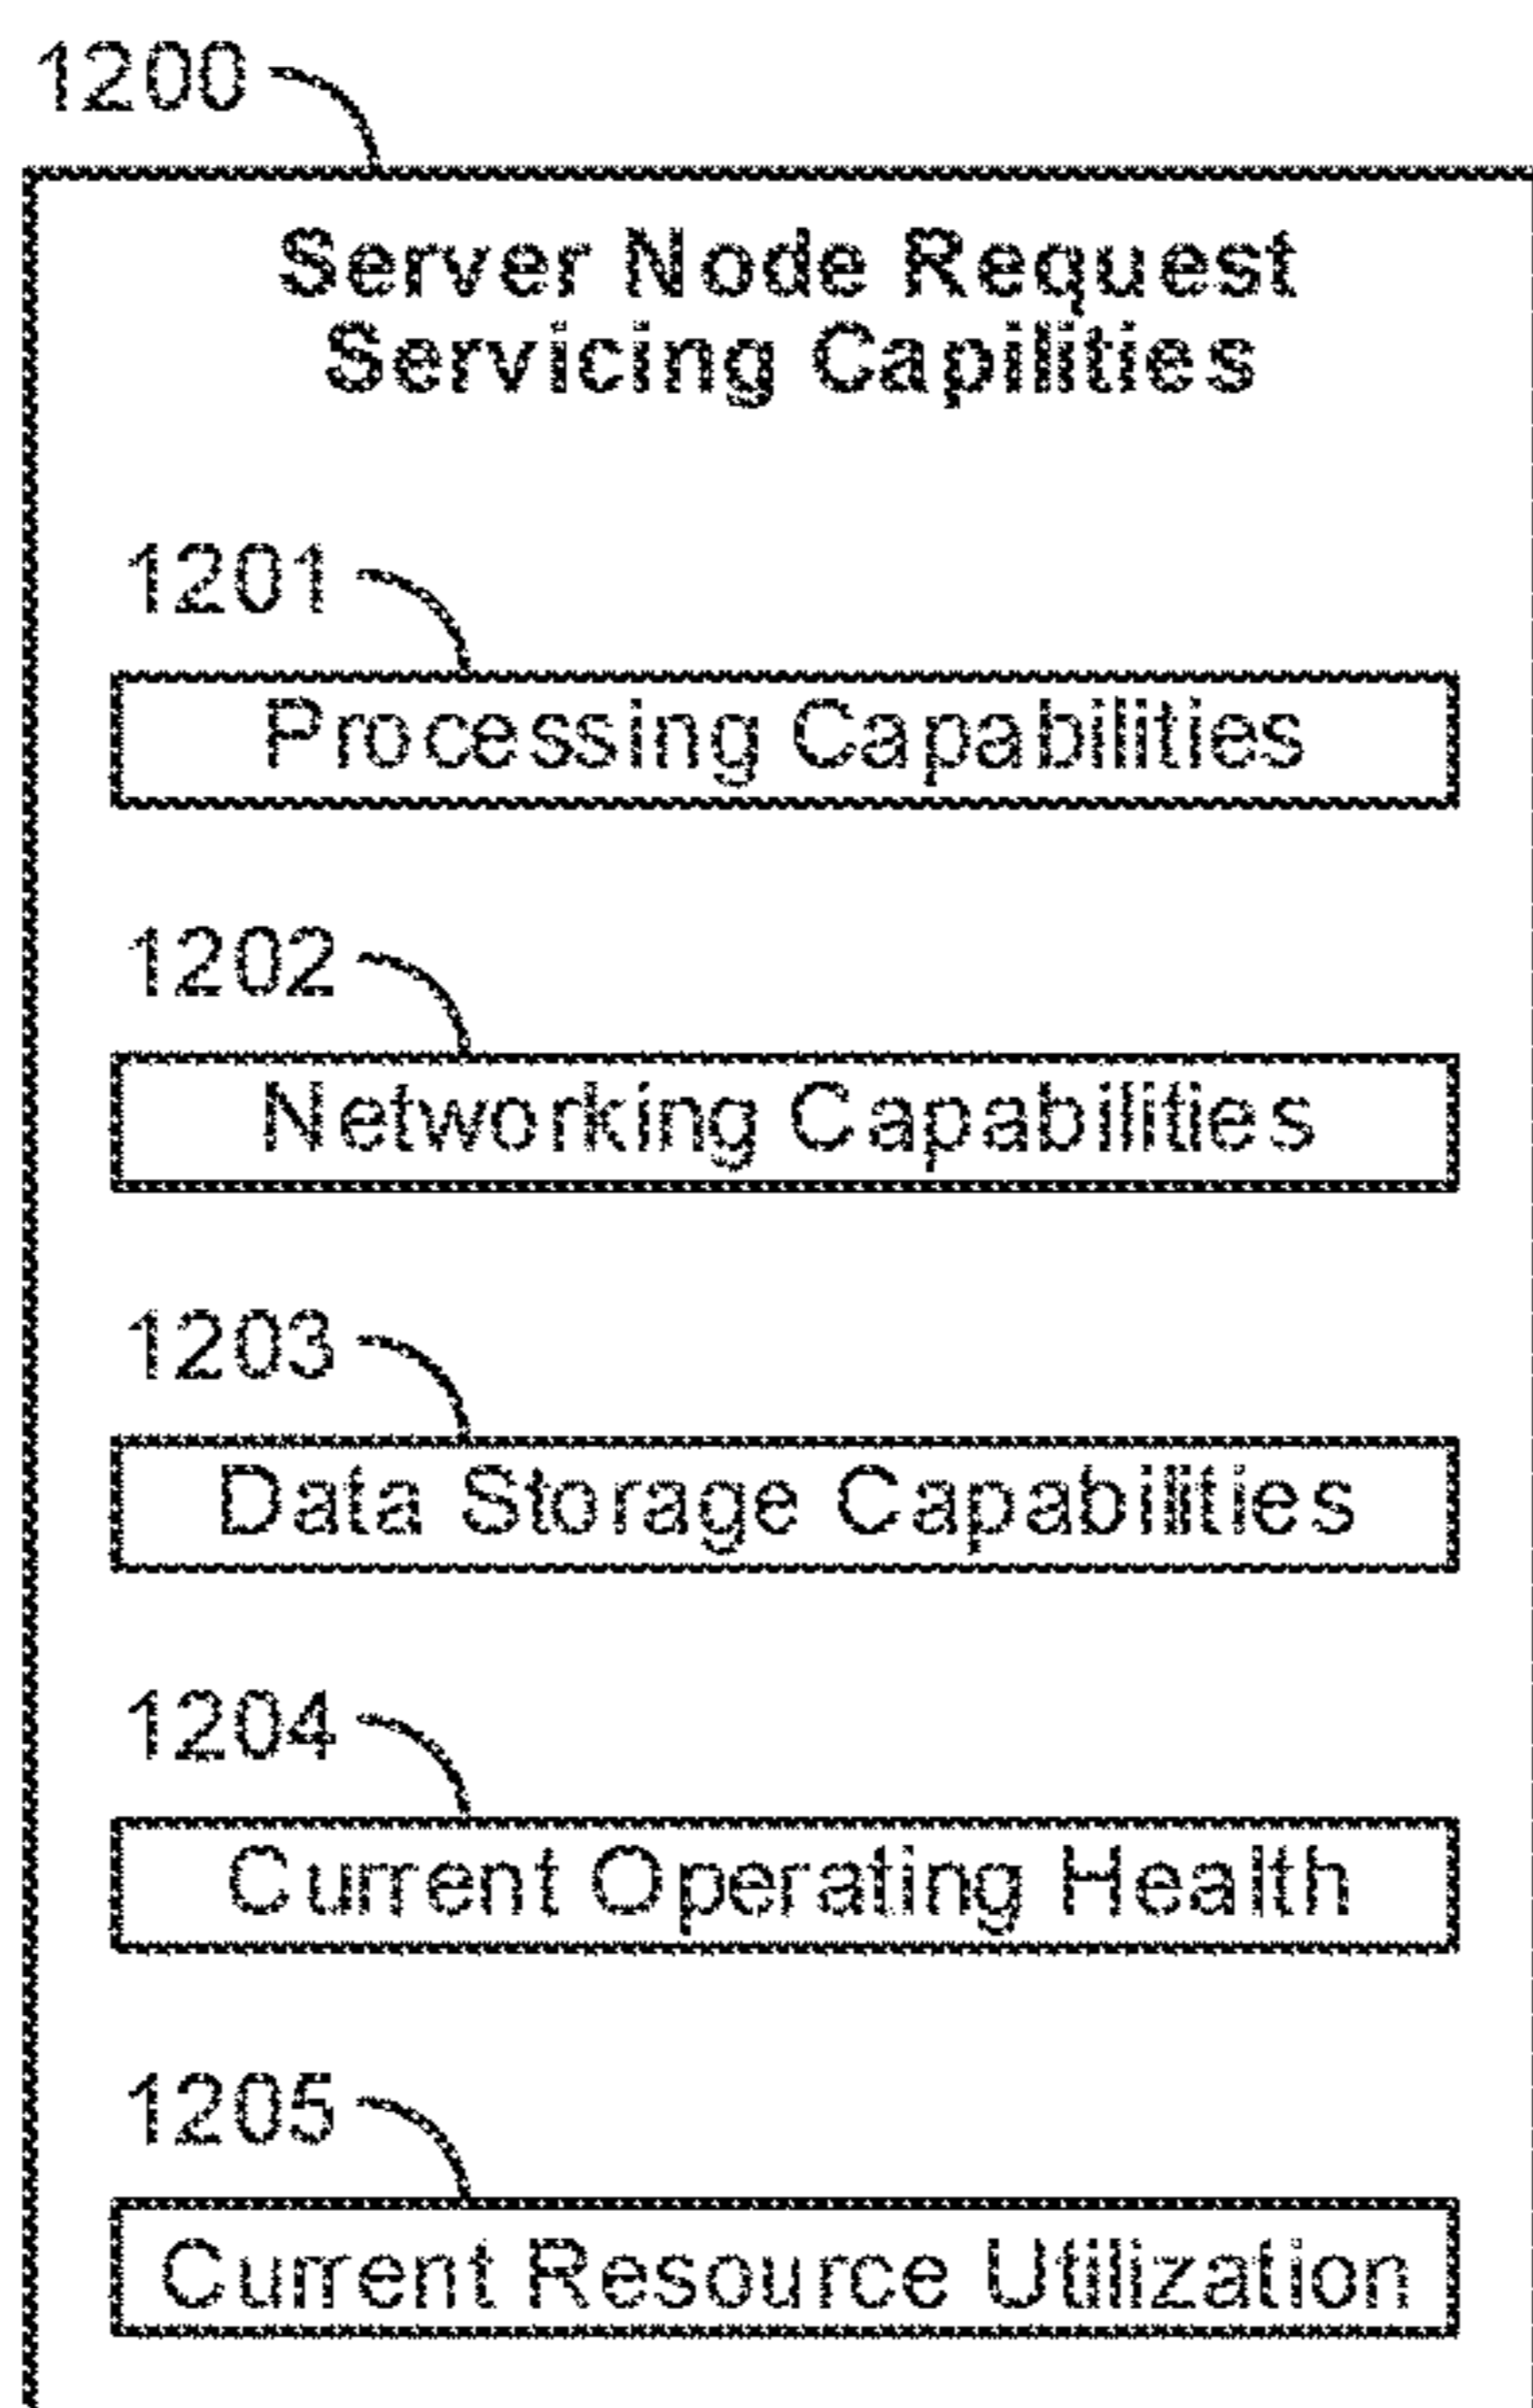 1200
Server Node Request
Servicing Capilities
1201
Processing Capabilities
1202
Networking Capabilities
1203
Data Storage Capabilities
1204
Current Operating Health
1205
Current Resource Utilization